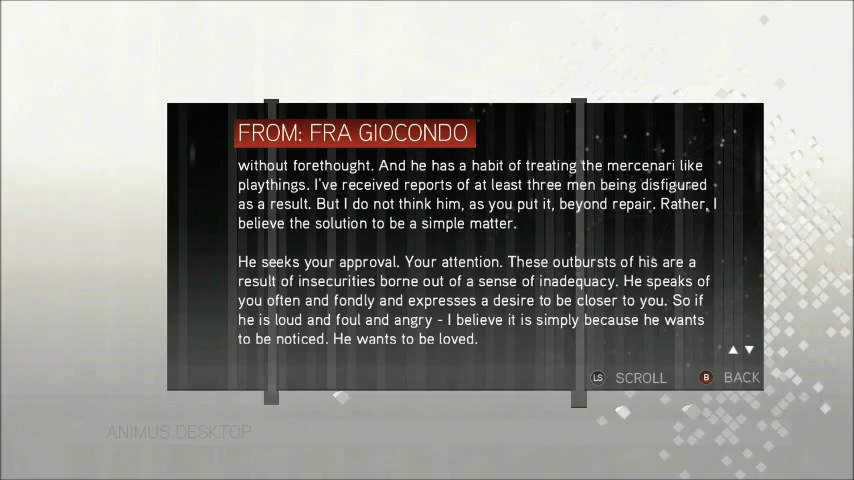 FROM: FRA GIOCONDO
without forethought. And he has a habit of treating the mercenari like
playthings. I've received reports of at least three men being disfigured
as a result. But I do not think him, as you put it, beyond repair. Rather, I
believe the solution to be a simple matter.
He seeks your approval. Your attention. These outbursts of his are a
result of insecurities borne out of a sense of inadequacy. He speaks of
you often and fondly and expresses a desire to be closer to you. So if
he is loud and foul and angry - I believe it is simply because he wants
to be noticed. He wants to be loved.
LS SCROLL B BACK
ANIMUS DESKTOP